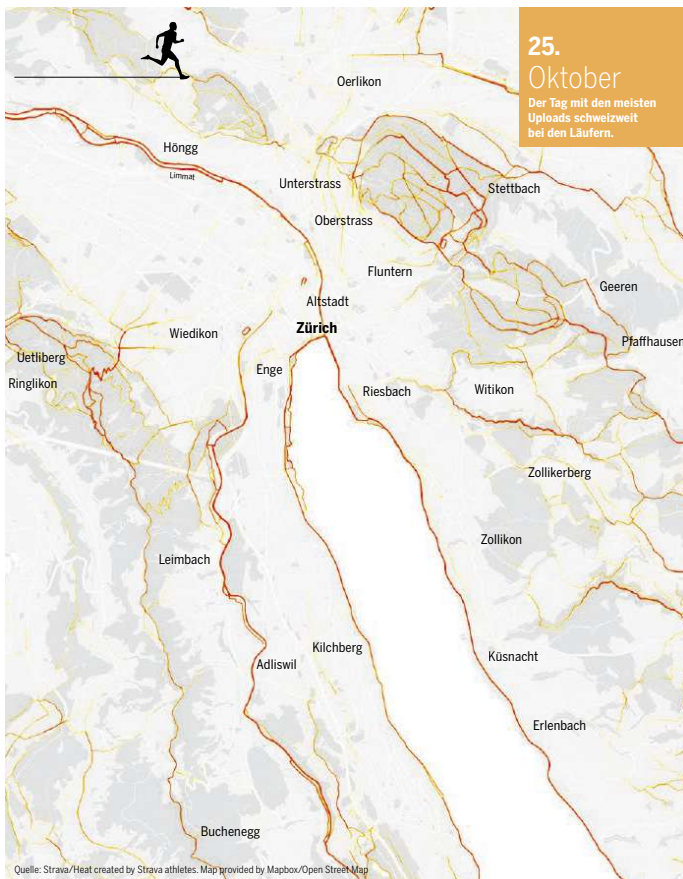 25.
Oktober
Der Tag mit den meisten
Uploads schweizweit
bei den Läufern.
Oerlikon
Höngg
Limmat
Unterstrass
Stettbach
Oberstrass
Fluntern
Geeren
Altstadt
Zürich
Wiedikon
Pfaffhausen
Uetliberg
Enge
Ringlikon
Riesbach
Witikon
Zollikerberg
Zollikon
Leimbach
Kilchberg
Küsnacht
Adliswil
Erlenbach
Buchenegg
Quelle: Strava/Heat created by Strava athletes. Map provided by Mapbox/Open Street Map